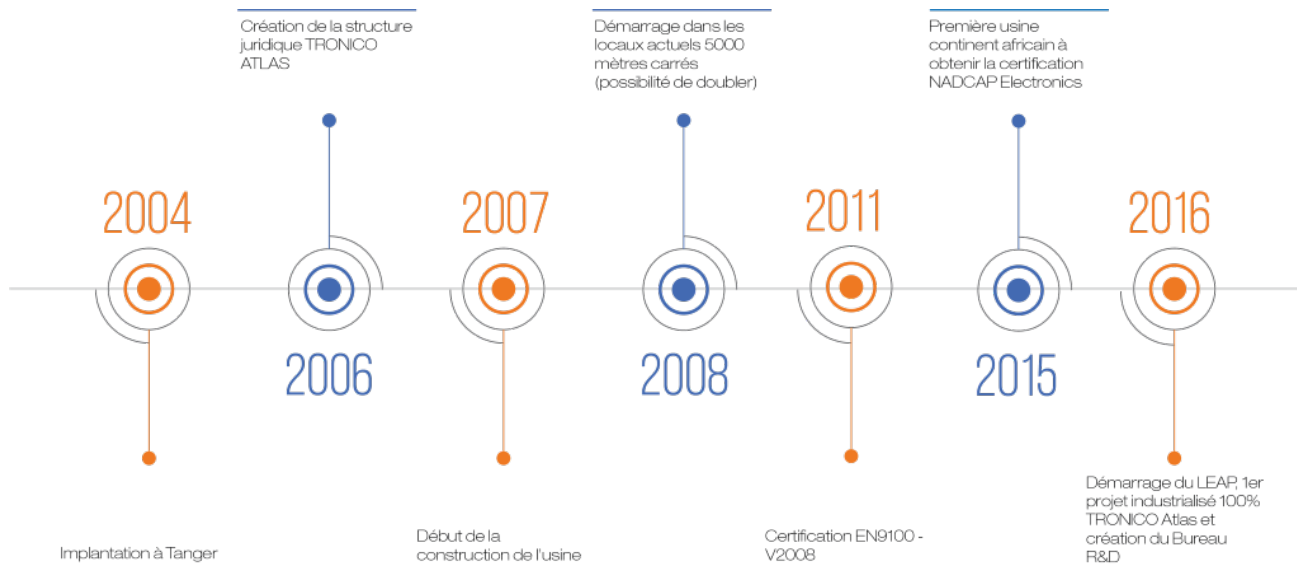 Création de la structure
juridique TRONICO
ATLAS
Démarrage dans les
locaux actuels 5000
mètres carrés
(possibilité de doubler)
Première usine
continent africain à
obtenir la certification
NADCAP Electronics
2004
2007
2011
2016
2006
2008
2015
Implantation à Tanger
Début de la
construction de l'usine
Certification EN9100 -
V2008
Démarrage du LEAP, 1er
projet industrialisé 100%
TRONICO Atlas et
création du Bureau
R&D